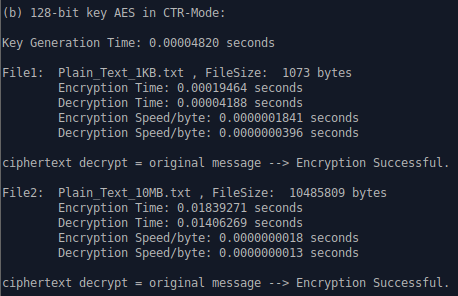 (b) 128-bit key AES in CTR-Mode:
Key Generation Time: 0.00004820 seconds
File1:  Plain_Text_1KB.txt , FileSize:  1073 bytes
Encryption Time: 0.00019464 seconds
Decryption Time: 0.00004188 seconds
Encryption Speed/byte: 0.0000001841 seconds
Decryption Speed/byte: 0.0000000396 seconds
ciphertext decrypt = original message --> Encryption Successful.
File2:  Plain_Text_10MB.txt , FileSize:  10485809 bytes
Encryption Time: 0.01839271 seconds
Decryption Time: 0.01406269 seconds
Encryption Speed/byte: 0.0000000018 seconds
Decryption Speed/byte: 0.0000000013 seconds
ciphertext decrypt = original message --> Encryption Successful.